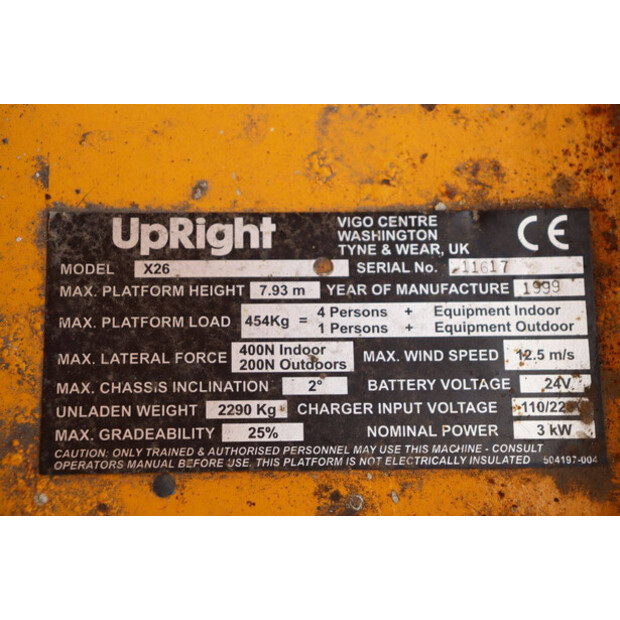 UpRight
VIGO CENTRE
WASHINGTON
TYNE & WEAR, UK
CE
MODEL X26 SERIAL No. 11617
MAX. PLATFORM HEIGHT 7.93 m YEAR OF MANUFACTURE 1999
MAX. PLATFORM LOAD 454Kg = 4 Persons + Equipment Indoor
1 Persons + Equipment Outdoor
MAX. LATERAL FORCE 400N Indoor
200N Outdoors
MAX. WIND SPEED 12.5 m/s
MAX. CHASSIS INCLINATION 2° BATTERY VOLTAGE 24V
UNLADEN WEIGHT 2290 Kg CHARGER INPUT VOLTAGE
MAX. GRADEABILITY 25% NOMINAL POWER 3 kW
CAUTION: ONLY TRAINED & AUTHORISED PERSONNEL MAY USE THIS MACHINE - CONSULT
OPERATORS MANUAL BEFORE USE. THIS PLATFORM IS NOT ELECTRICALLY INSULATED 504197-004